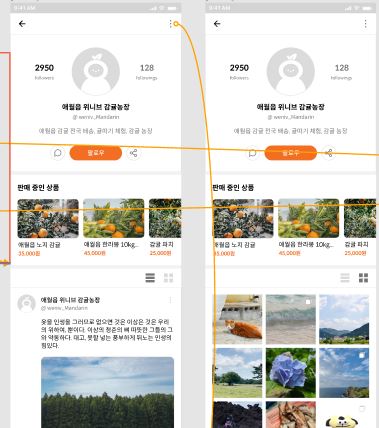 9:41 AM
2950
followers
128
followings
애월읍 위니브 감귤농장
@ weniv_Mandarin
애월읍 감귤 전국 배송, 귤따기 체험, 감귤 농장
팔로우
판매 중인 상품
애월읍 노지 감귤
35,000원
애월읍 한라봉 10kg..
45,000원
감귤 파치
25,000원
애월읍 위니브 감귤농장
@ weniv_Mandarin
옷을 인생을 그러므로 없으면 것은 이상은 것은 우리
의 위하여, 뿐이다. 이상의 청춘의 뼈 따뜻한 그들의 그
와 약동하다. 대고, 못할 넣는 풍부하게 뛰노는 인생의
힘있다.
9:41 AM
2950
followers
128
followings
애월읍 위니브 감귤농장
@ weniv_Mandarin
애월읍 감귤 전국 배송, 귤따기 체험, 감귤 농장
팔로우
판매 중인 상품
애월읍 노지 감귤
35,000원
애월읍 한라봉 10kg..
45,000원
감귤 파치
25,000원